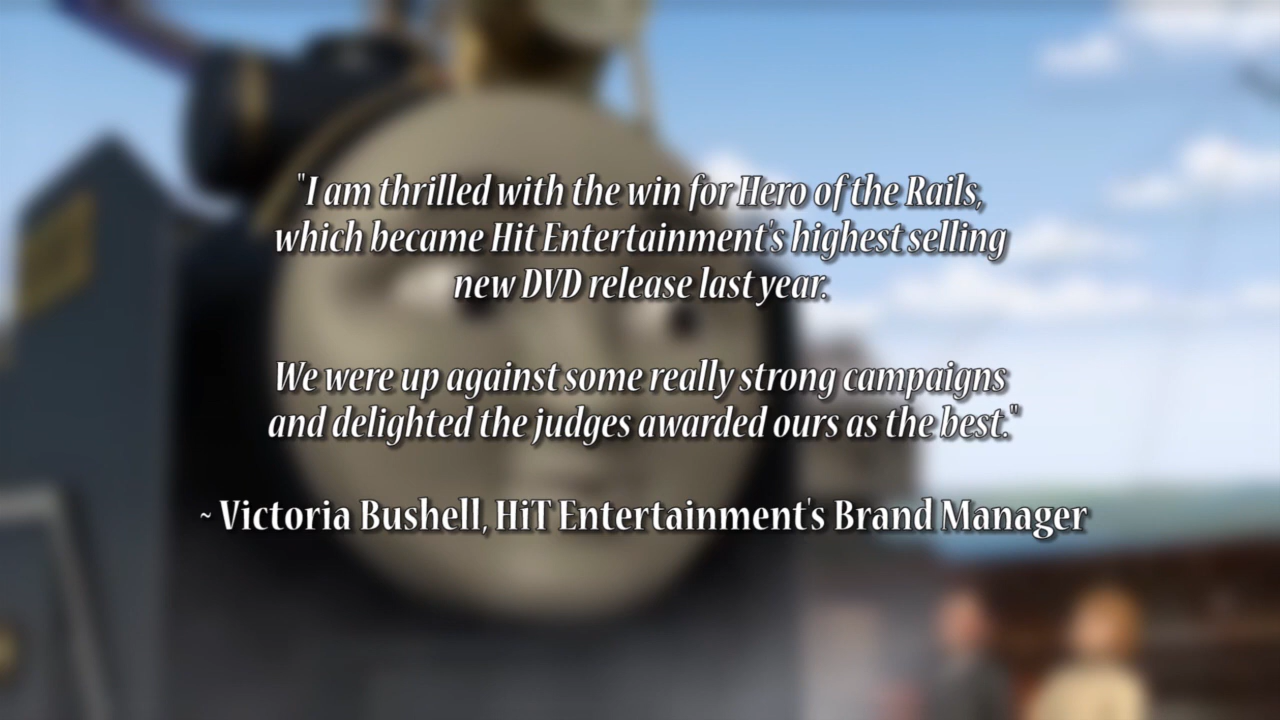 "I am thrilled with the win for Hero of the Rails,
which became Hit Entertainment's highest selling
new DVD release last year.
We were up against some really strong campaigns
and delighted the judges awarded ours as the best."
~ Victoria Bushell, HiT Entertainment's Brand Manager